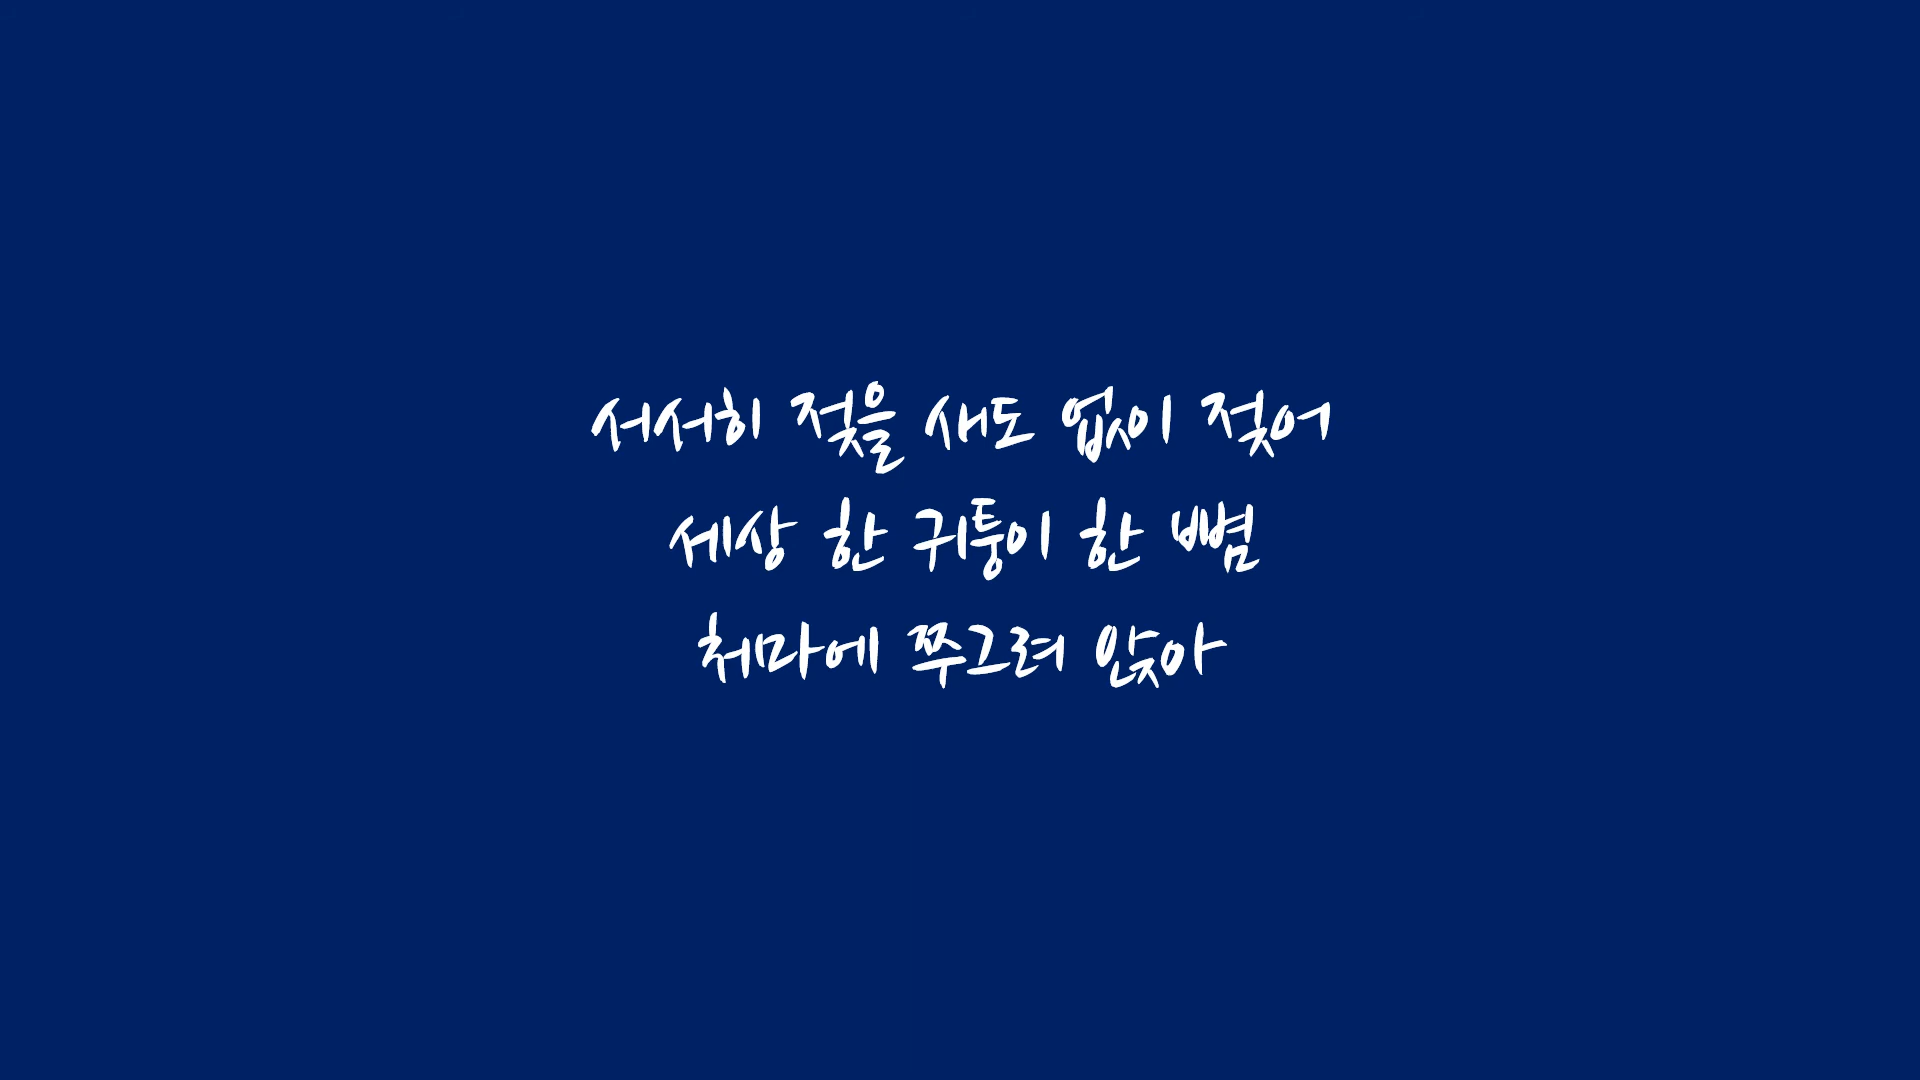 서서히 젖을 새도 없이 젖어
세상 한 귀퉁이 한 뼘
처마에 쭈그려 앉아